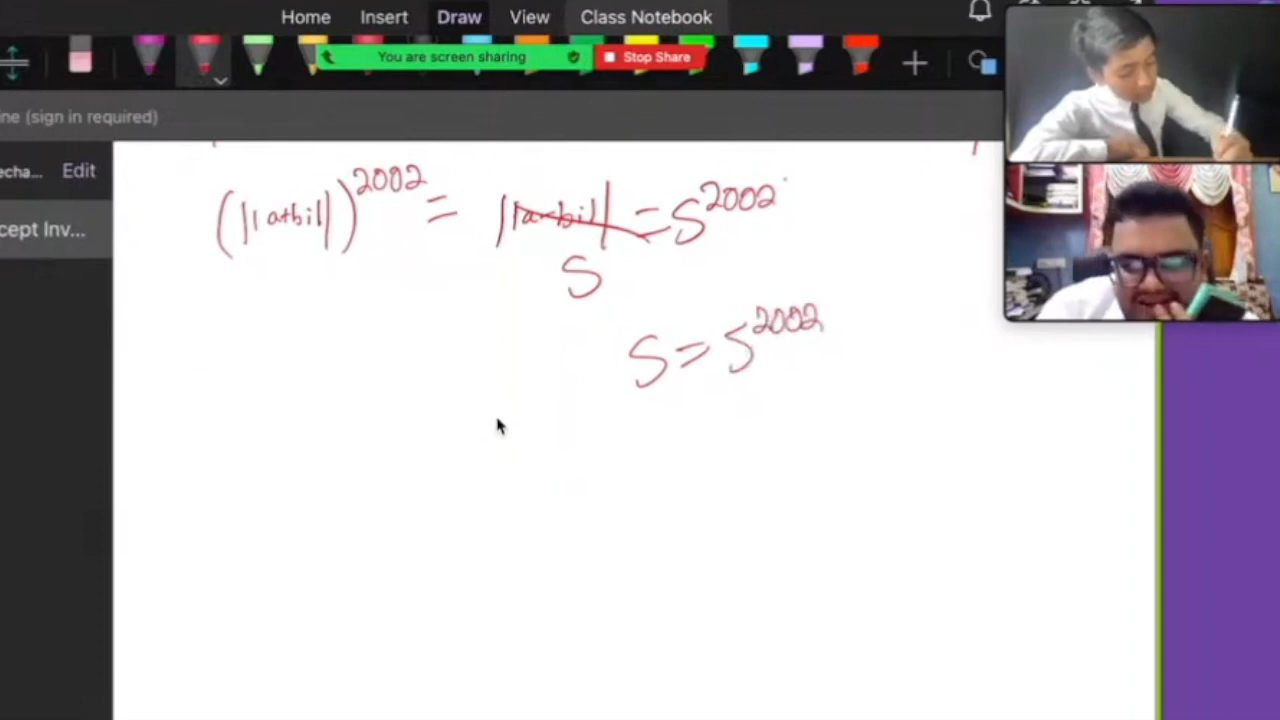 Home Insert Draw View Class Notebook
You are screen sharing Stop Share
ne (sign in required)
echa... Edit
cept Inv...
(||a+bi||)^2002 = ||a+bi|| = S^2002
S
S = S^2002